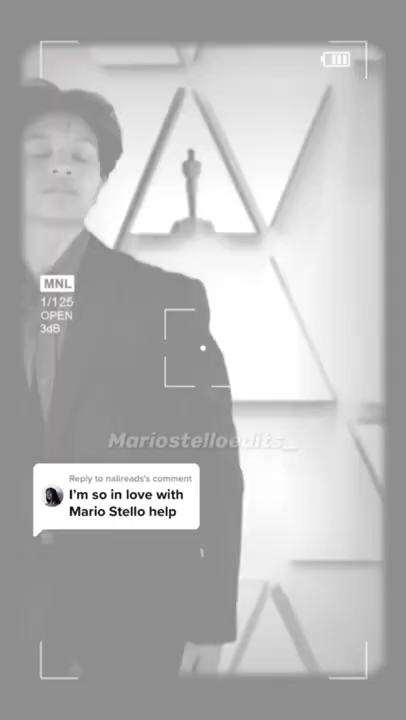 MNL
1/125
OPEN
3dB
Mariostelloedits_
Reply to nalireads's comment
I'm so in love with
Mario Stello help